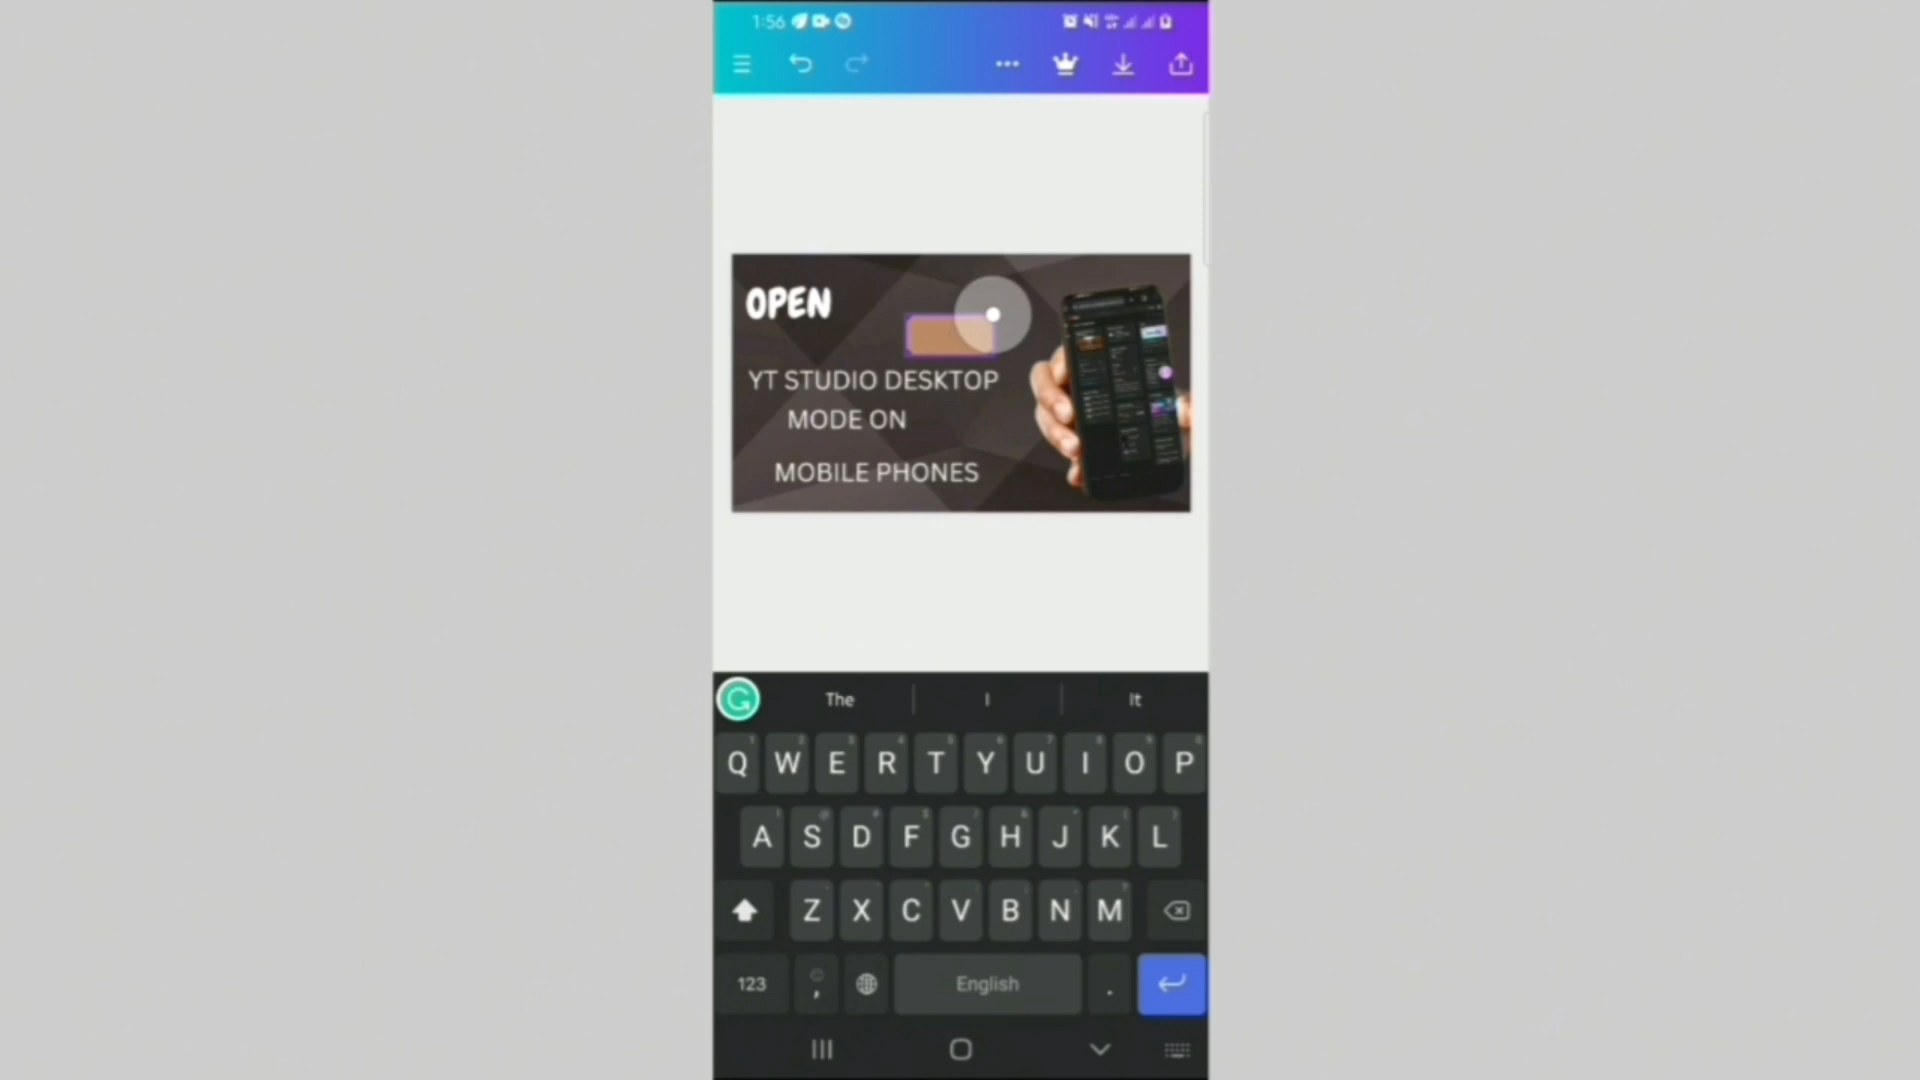 1:56
OPEN
YT STUDIO DESKTOP
MODE ON
MOBILE PHONES
The I It
Q W E R T Y U I O P
A S D F G H J K L
Z X C V B N M
123 , English .